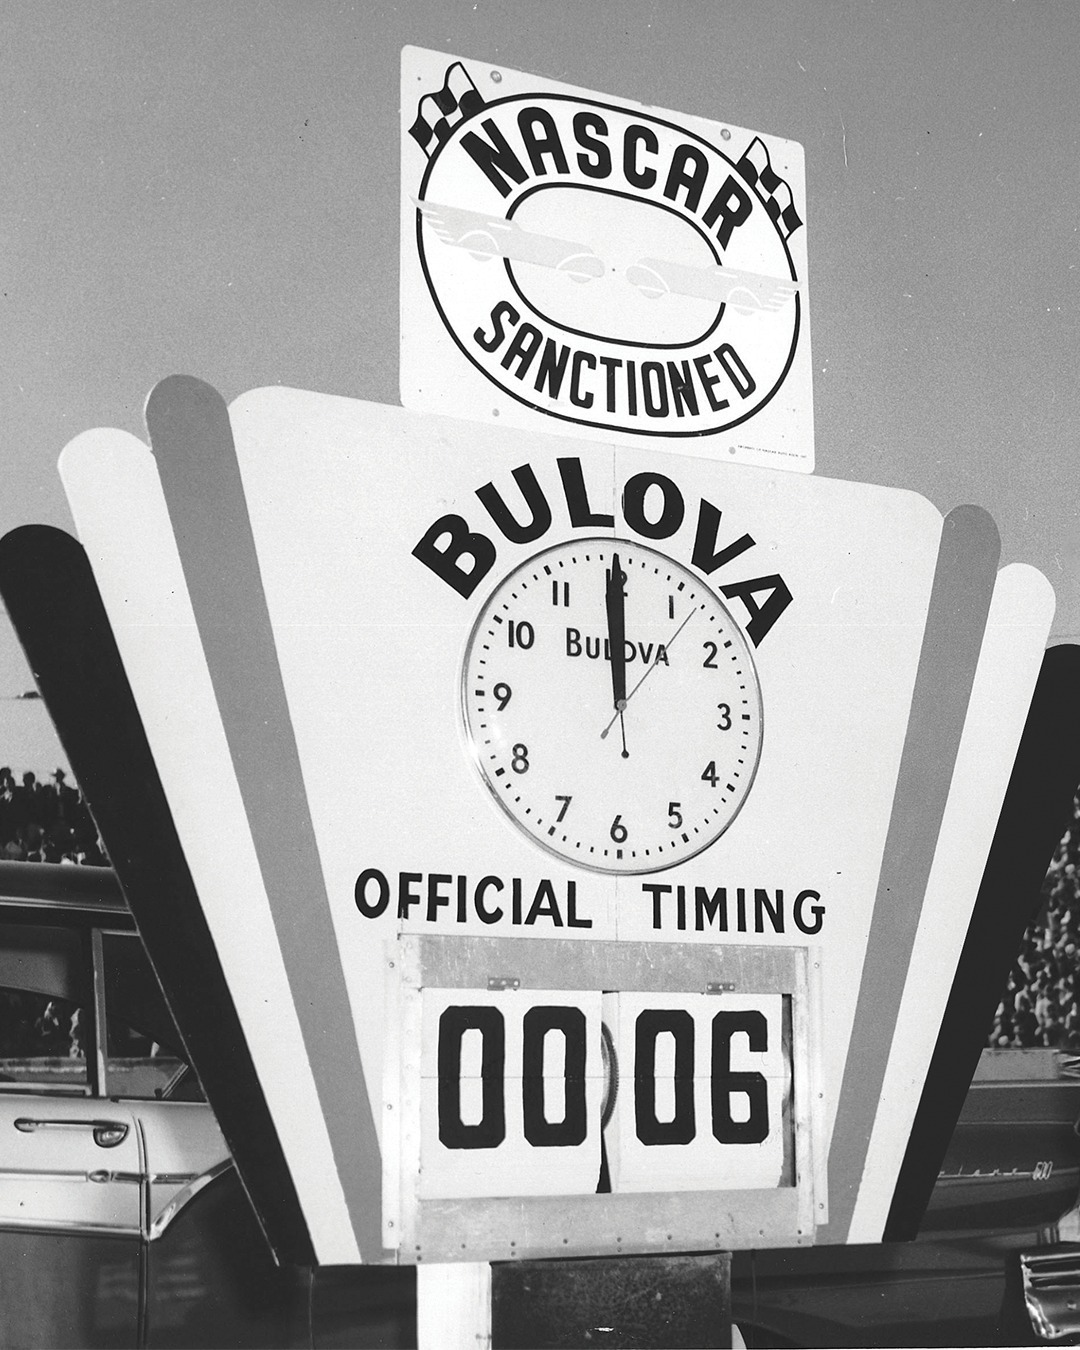 NASCAR
SANCTIONED
BULOVA
11 12 1
10 BULOVA 2
9 3
8 4
7 6 5
OFFICIAL TIMING
00 06
500